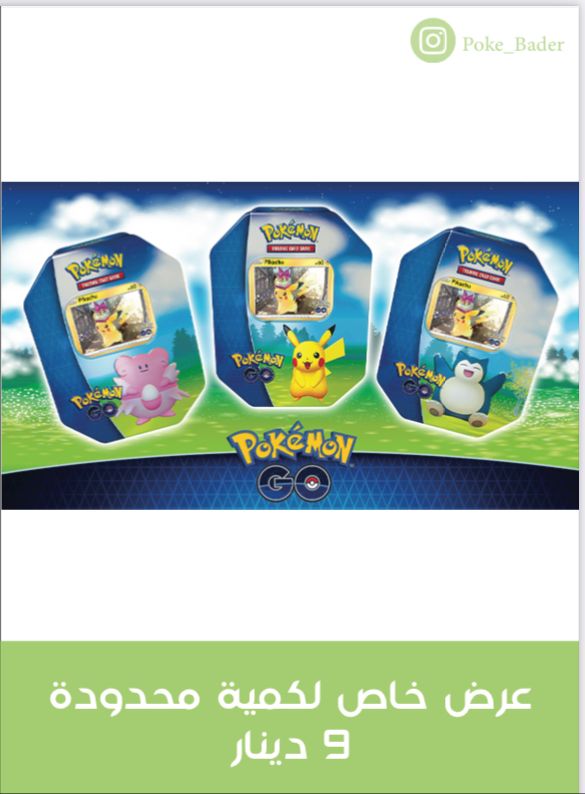 Poke_Bader
POKÉMON
TRADING CARD GAME
Pikachu
POKÉMON
GO
POKÉMON
TRADING CARD GAME
Pikachu
60
POKÉMON
GO
POKÉMON
TRADING CARD GAME
Pikachu
POKÉMON
GO
POKÉMON
GO
عرض خاص لكمية محدودة
9 دينار